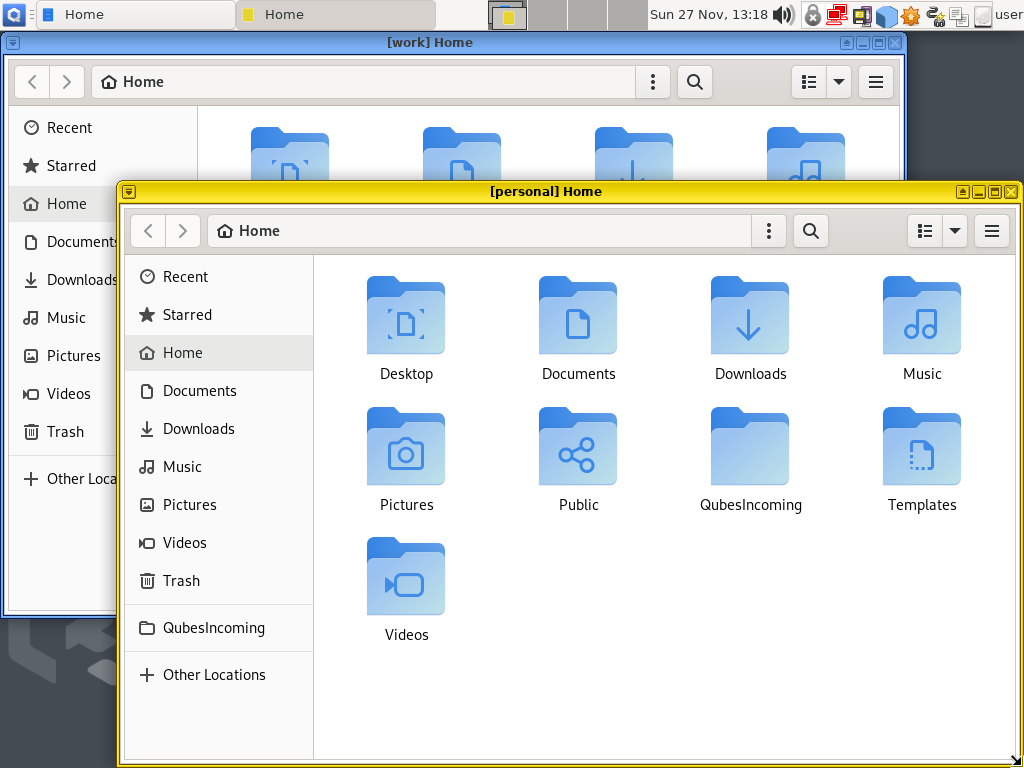 Home
Home
Sun 27 Nov, 13:18
user
[work] Home
Home
Recent
Starred
Home
Documents
Downloads
Music
Pictures
Videos
Trash
Other Loca
[personal] Home
Home
Recent
Starred
Home
Documents
Downloads
Music
Pictures
Videos
Trash
QubesIncoming
Other Locations
Desktop
Documents
Downloads
Music
Pictures
Public
QubesIncoming
Templates
Videos